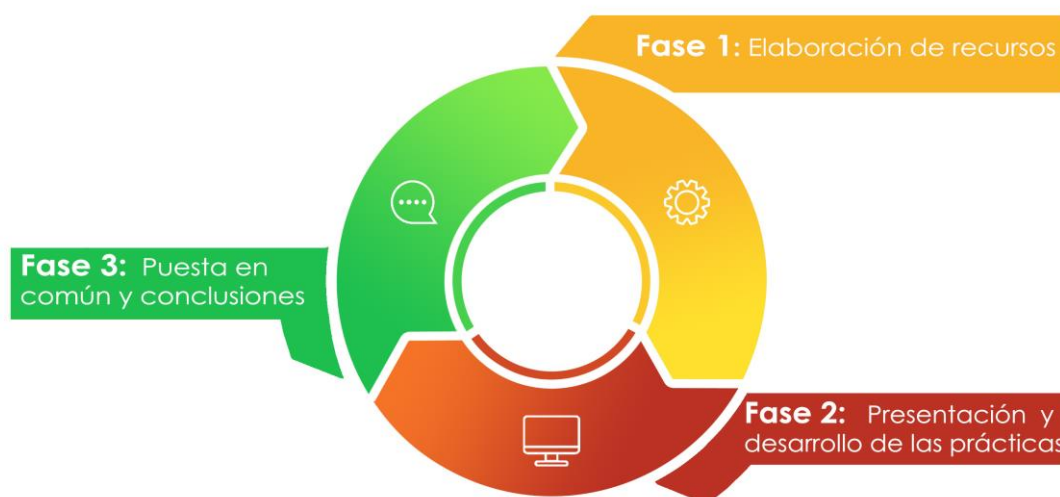 Fase 1: Elaboración de recursos
Fase 3: Puesta en
común y conclusiones
Fase 2: Presentación y
desarrollo de las prácticas